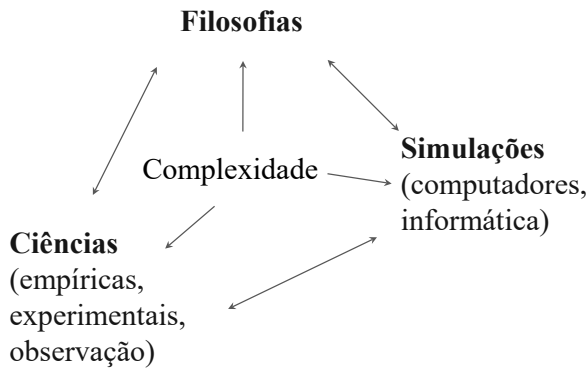 Filosofias
Complexidade
Simulações
(computadores,
informática)
Ciências
(empíricas,
experimentais,
observação)